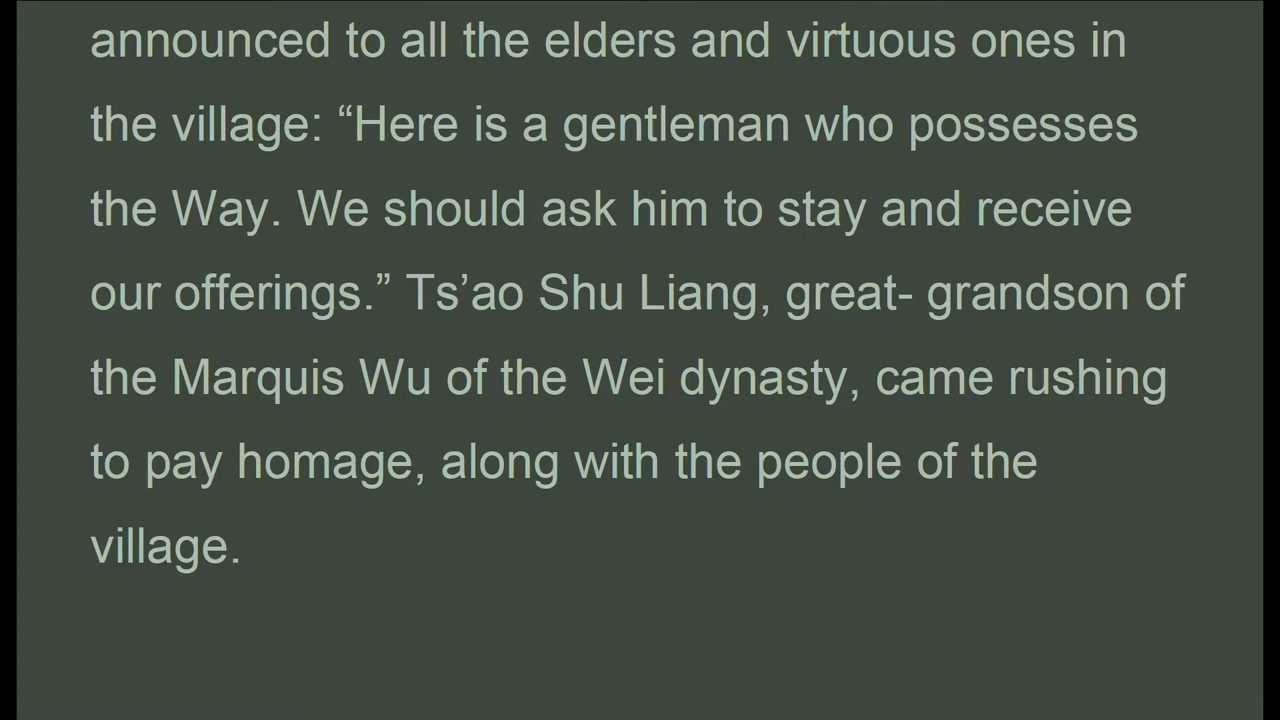 announced to all the elders and virtuous ones in
the village: “Here is a gentleman who possesses
the Way. We should ask him to stay and receive
our offerings.” Ts’ao Shu Liang, great- grandson of
the Marquis Wu of the Wei dynasty, came rushing
to pay homage, along with the people of the
village.